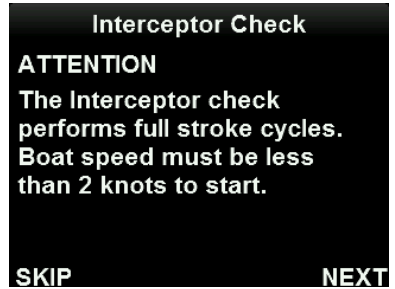 Interceptor Check
ATTENTION
The Interceptor check
performs full stroke cycles.
Boat speed must be less
than 2 knots to start.
SKIP NEXT